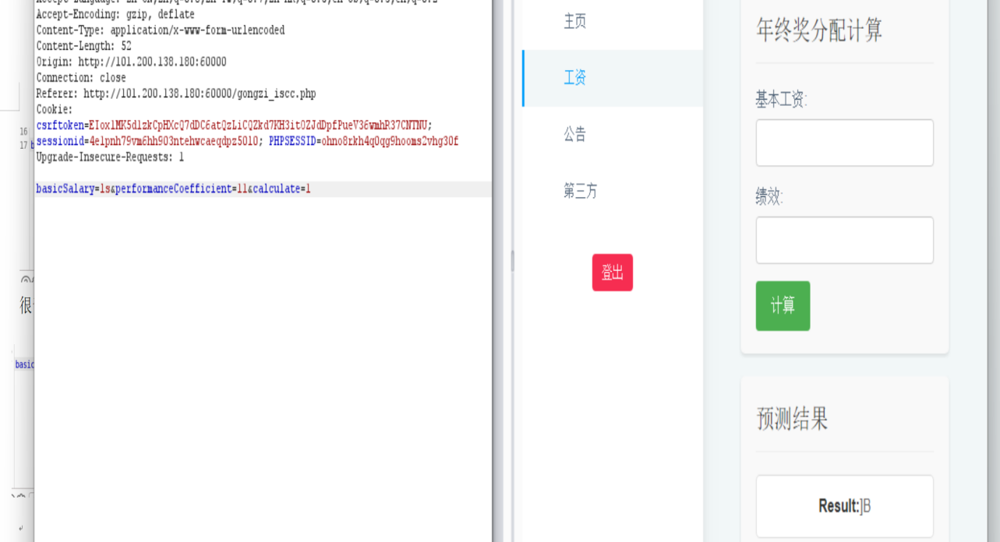 Accept-Encoding: gzip, deflate
Content-Type: application/x-www-form-urlencoded
Content-Length: 52
Origin: http://101.200.138.180:60000
Connection: close
Referer: http://101.200.138.180:60000/gongzi_iscc.php
Cookie:
csrftoken=EIox1MK5d1zkCpHXcQ7dDC6atQzLiCQZkd7KH3it0ZJdDpfPueV36wmhR37CNTNU;
sessionid=4e1pnh79vm6hh903ntehwcaeqdpz5010; PHPSESSID=ohno8rkh4q0qg9hooms2vhg30f
Upgrade-Insecure-Requests: 1
basicSalary=1s&performanceCoefficient=11&calculate=1
16
17 b
很
basic
主页
工资
公告
第三方
登出
年终奖分配计算
基本工资:
绩效:
计算
预测结果
Result:]B